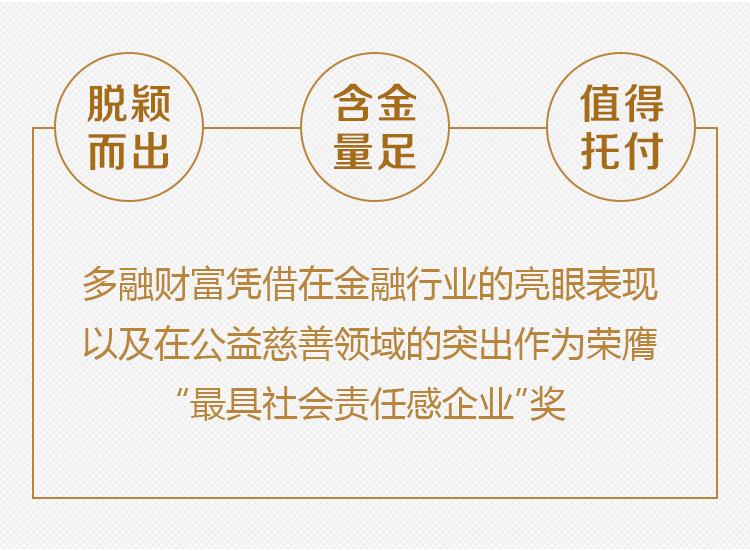 脱颖
而出
含金
量足
值得
托付
多融财富凭借在金融行业的亮眼表现
以及在公益慈善领域的突出作为荣膺
“最具社会责任感企业”奖